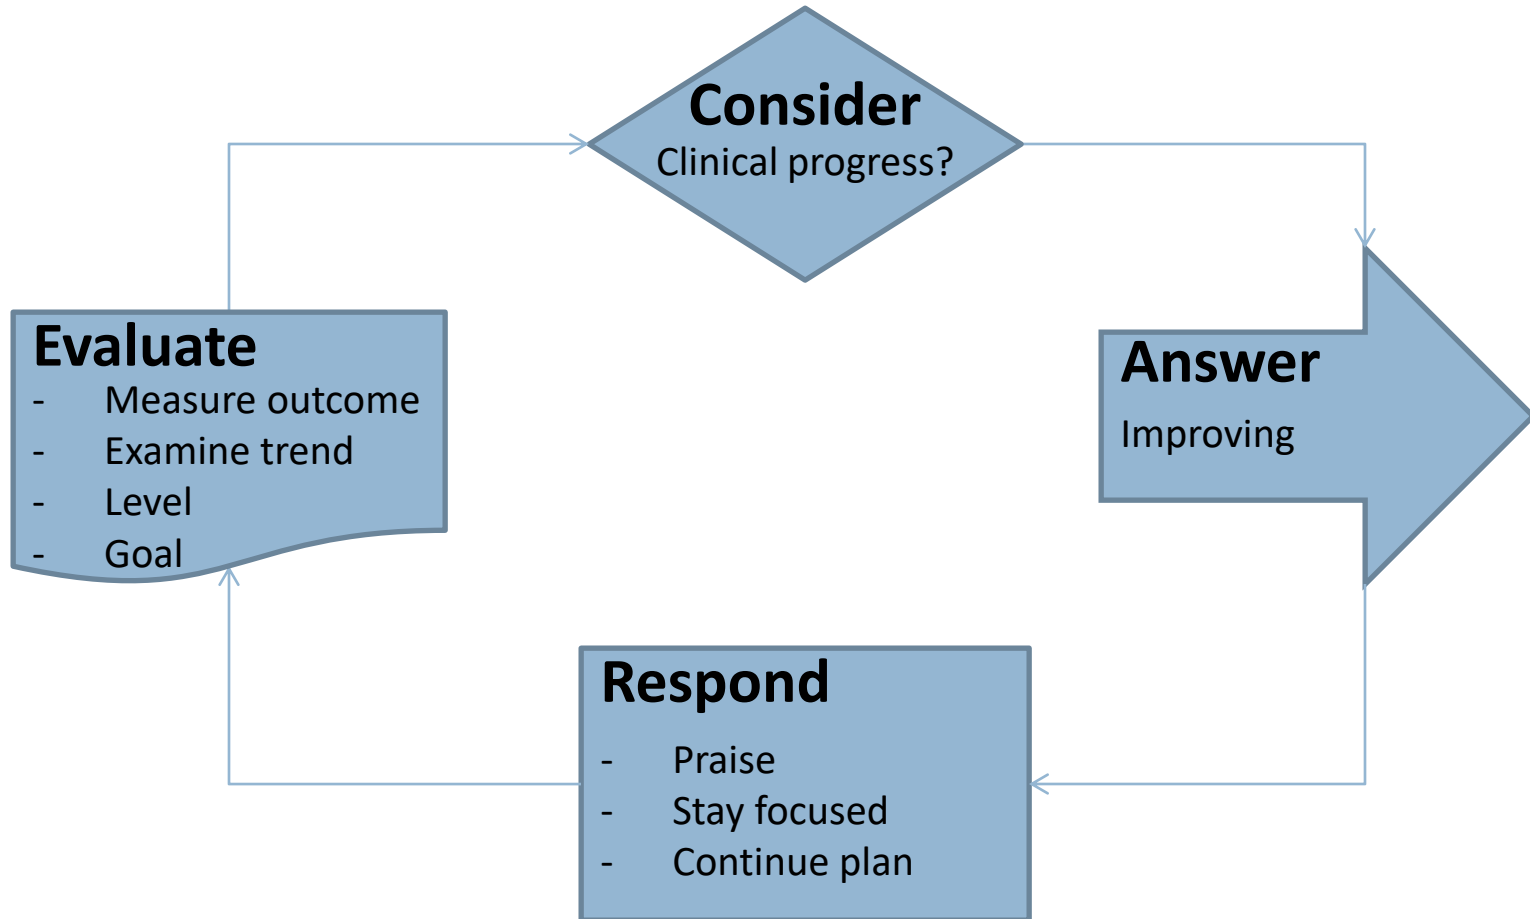 Consider
Clinical progress?
Evaluate
- Measure outcome
- Examine trend
- Level
- Goal
Answer
Improving
Respond
- Praise
- Stay focused
- Continue plan